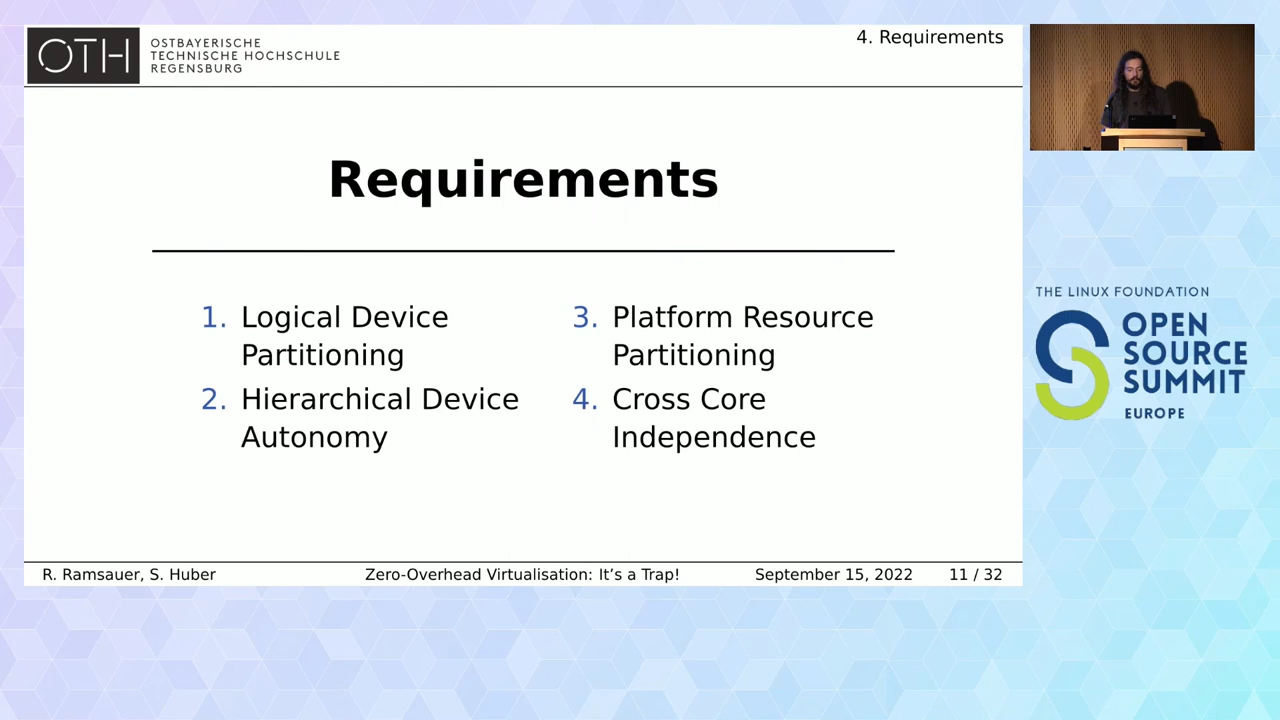 OTH
OSTBAYERISCHE
TECHNISCHE HOCHSCHULE
REGENSBURG
4. Requirements
Requirements
1. Logical Device
Partitioning
2. Hierarchical Device
Autonomy
3. Platform Resource
Partitioning
4. Cross Core
Independence
R. Ramsauer, S. Huber
Zero-Overhead Virtualisation: It’s a Trap!
September 15, 2022
11 / 32
THE LINUX FOUNDATION
OPEN
SOURCE
SUMMIT
EUROPE